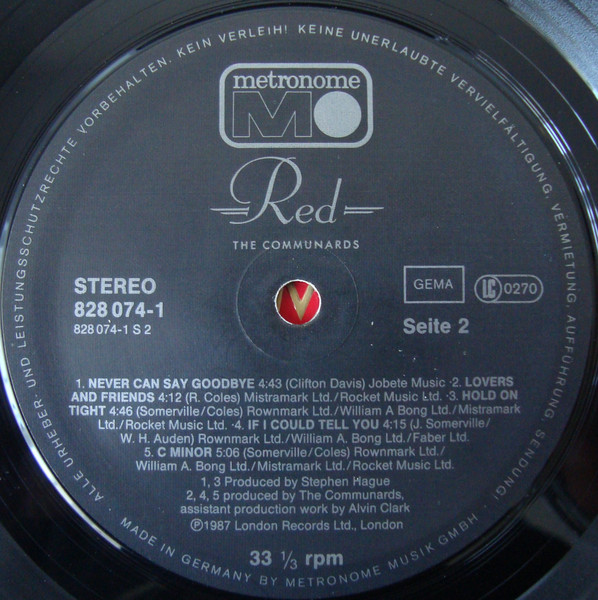 ALLE URHEBER- UND LEISTUNGSSCHUTZRECHTE VORBEHALTEN. KEIN VERLEIH! KEINE UNERLAUBTE VERVIELFÄLTIGUNG, VERMIETUNG, AUFFÜHRUNG, SENDUNG!
metronome
M
Red
THE COMMUNARDS
STEREO
828 074-1
828 074-1 S 2
GEMA
LC 0270
Seite 2
1. NEVER CAN SAY GOODBYE 4:43 (Clifton Davis) Jobete Music ·2. LOVERS
AND FRIENDS 4:12 (R. Coles) Mistramark Ltd./Rocket Music Ltd. ·3. HOLD ON
TIGHT 4:46 (Somerville/Coles) Rownmark Ltd./William A Bong Ltd./Mistramark
Ltd./Rocket Music Ltd. ·4. IF I COULD TELL YOU 4:15 (J. Somerville/
W. H. Auden) Rownmark Ltd./William A. Bong Ltd./Faber Ltd.
5. C MINOR 5:06 (Somerville/Coles) Rownmark Ltd./
William A. Bong Ltd./Mistramark Ltd./Rocket Music Ltd.
1, 3 Produced by Stephen Hague
2, 4, 5 produced by The Communards,
assistant production work by Alvin Clark
Ⓟ1987 London Records Ltd., London
33 1/3 rpm
MADE IN GERMANY BY METRONOME MUSIK GMBH